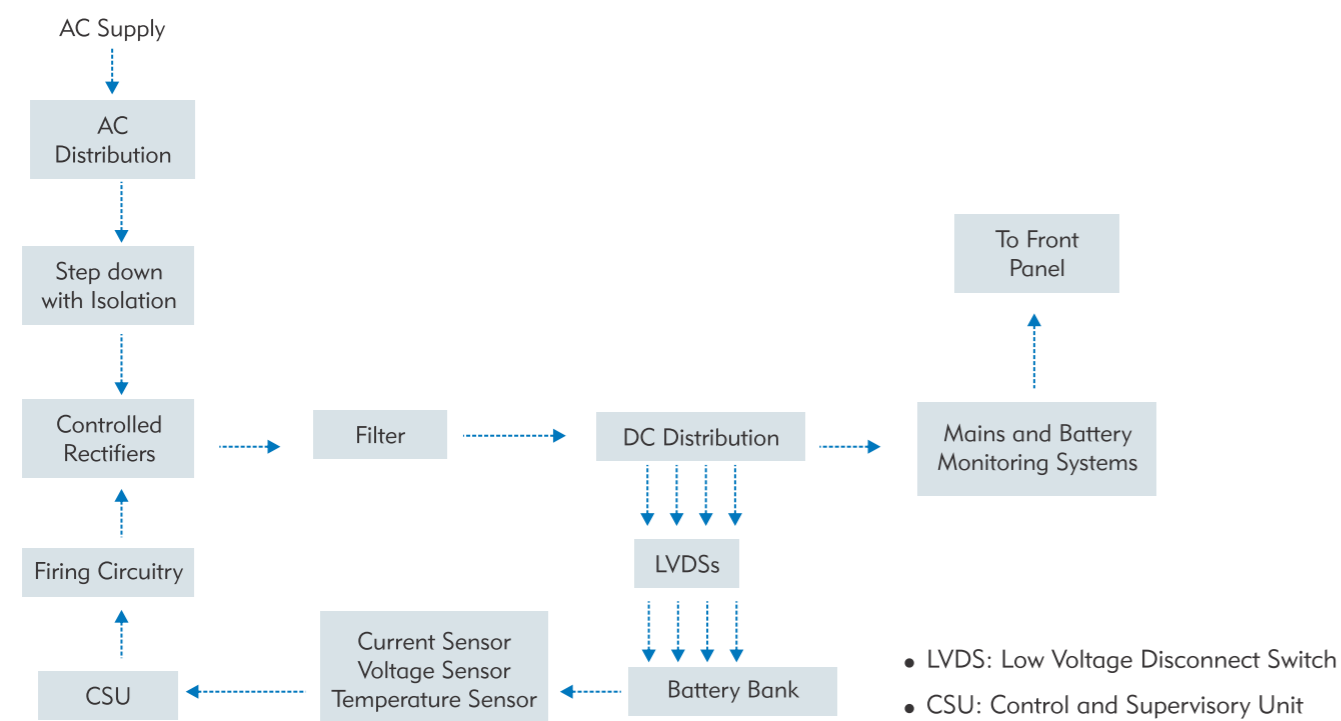 AC Supply
AC
Distribution
Step down
with Isolation
To Front
Panel
Controlled
Rectifiers
Filter
DC Distribution
Mains and Battery
Monitoring Systems
Firing Circuitry
LVDSs
Current Sensor
Voltage Sensor
Temperature Sensor
CSU
Battery Bank
• LVDS: Low Voltage Disconnect Switch
• CSU: Control and Supervisory Unit